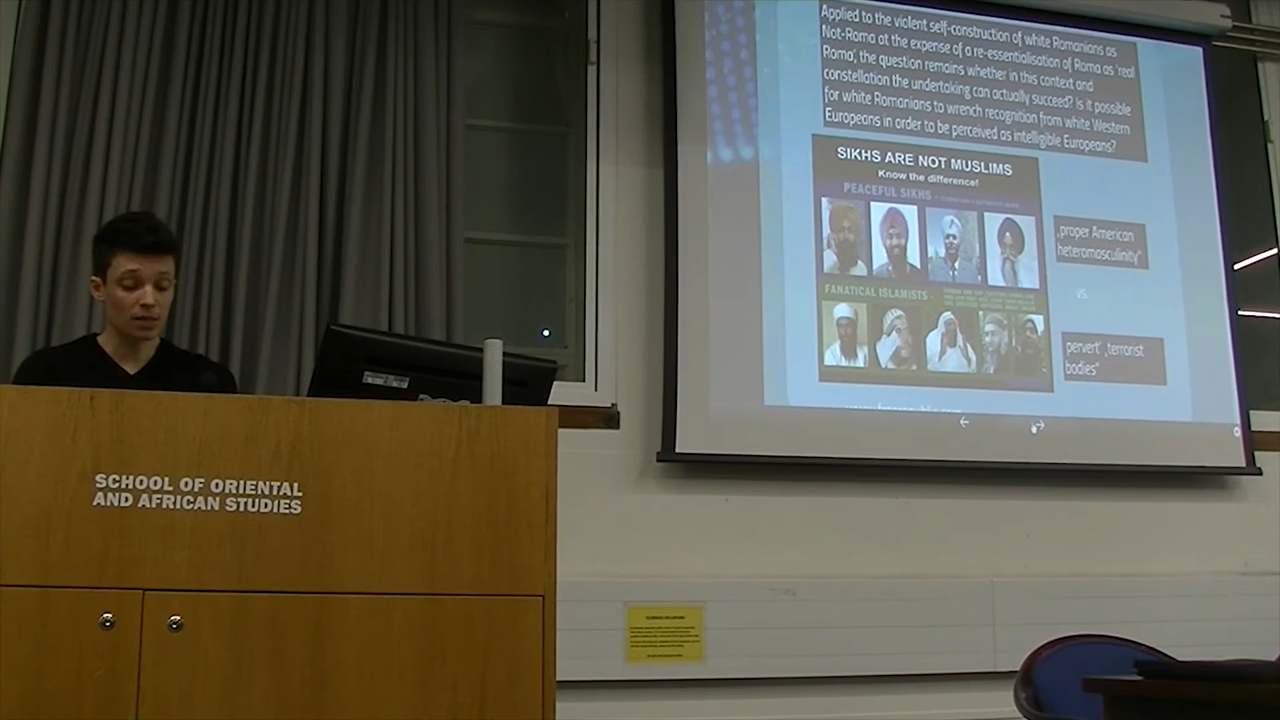 Applied to the violent self-construction of white Romanians as
Not-Roma at the expense of a re-essentialisation of Roma as 'real
Roma', the question remains whether in this context and
constellation the undertaking can actually succeed? Is it possible
for white Romanians to wrench recognition from white Western
Europeans in order to be perceived as intelligible Europeans?
SIKHS ARE NOT MUSLIMS
Know the difference!
PEACEFUL SIKHS -
FANATICAL ISLAMISTS -
‚proper American
heteromasculinity"
vs.
pervert' ‚terrorist
bodies"
SCHOOL OF ORIENTAL
AND AFRICAN STUDIES